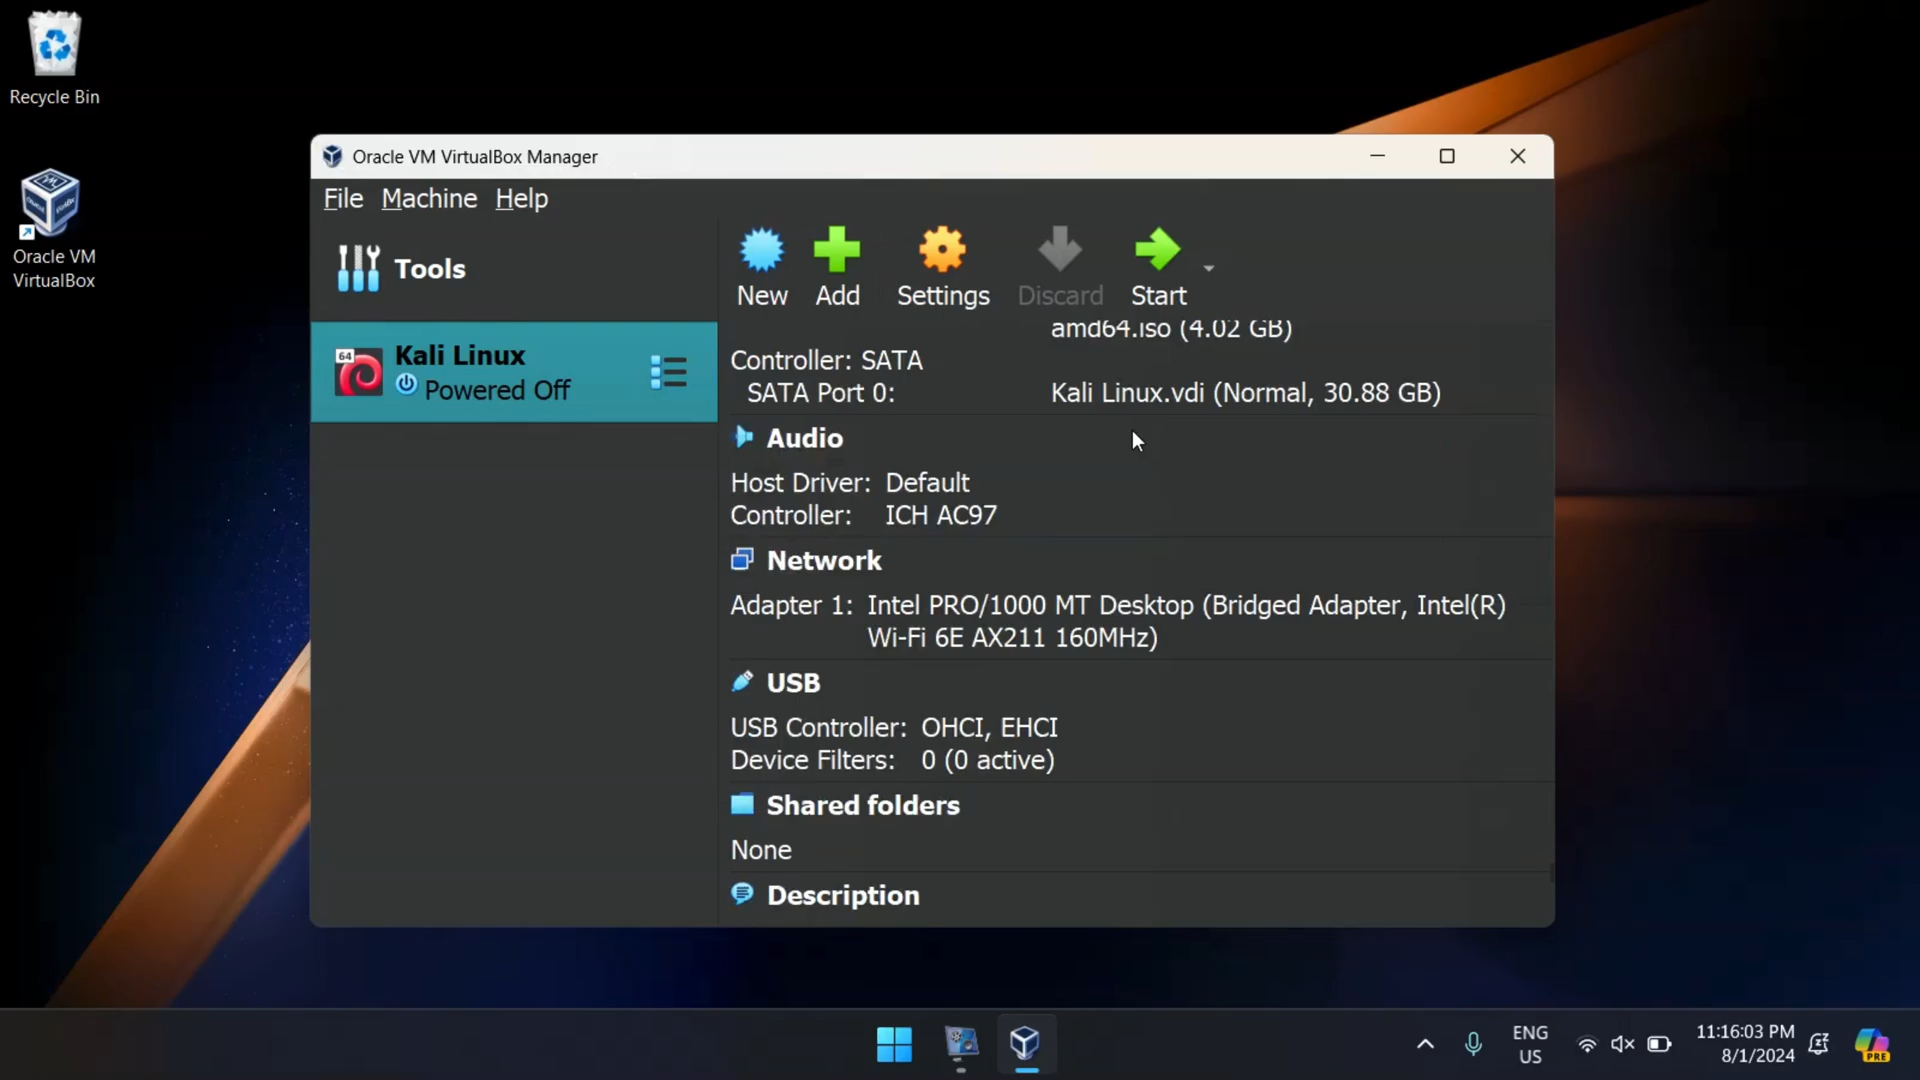 Recycle Bin
Oracle VM
VirtualBox
Oracle VM VirtualBox Manager
File Machine Help
Tools
64
Kali Linux
Powered Off
New Add Settings Discard Start
amd64.iso (4.02 GB)
Controller: SATA
SATA Port 0: Kali Linux.vdi (Normal, 30.88 GB)
Audio
Host Driver: Default
Controller: ICH AC97
Network
Adapter 1: Intel PRO/1000 MT Desktop (Bridged Adapter, Intel(R)
Wi-Fi 6E AX211 160MHz)
USB
USB Controller: OHCI, EHCI
Device Filters: 0 (0 active)
Shared folders
None
Description
ENG
US
11:16:03 PM
8/1/2024
PRE